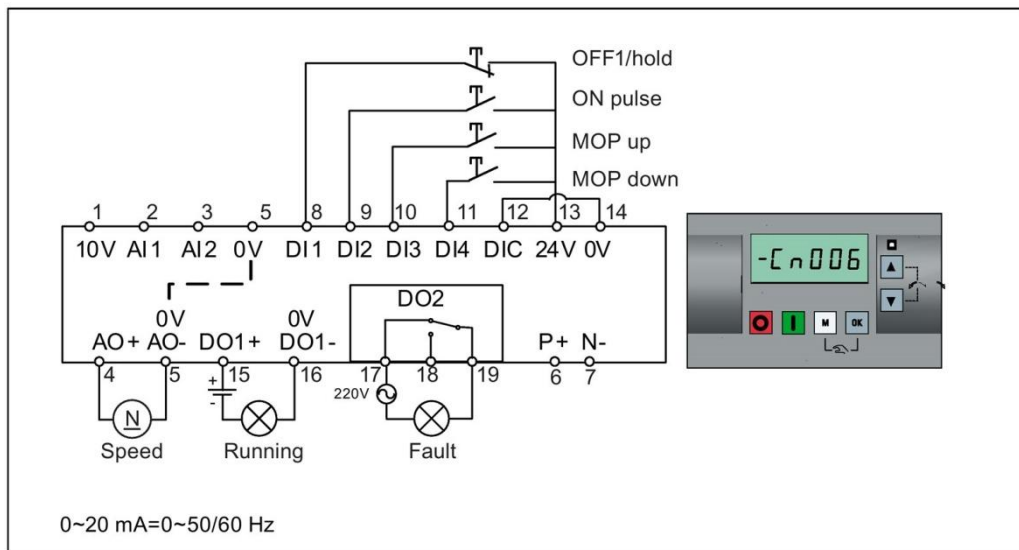 OFF1/hold
ON pulse
MOP up
MOP down
1 2 3 5 8 9 10 11 12 13 14
10V AI1 AI2 0V DI1 DI2 DI3 DI4 DIC 24V 0V
-Cn006
M OK
DO2
0V 0V
AO+ AO- DO1+ DO1- P+ N-
4 5 15 16 17 18 19 6 7
+
-
220V
N
Speed Running Fault
0~20 mA=0~50/60 Hz